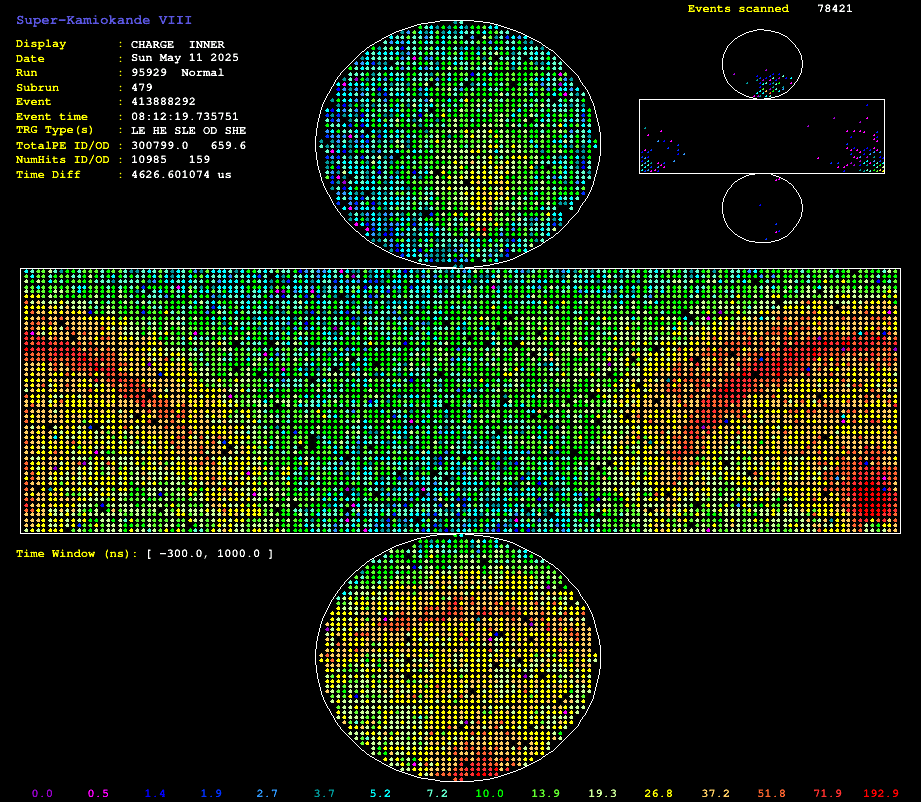 Super-Kamiokande VIII
Events scanned 78421
Display : CHARGE INNER
Date : Sun May 11 2025
Run : 95929 Normal
Subrun : 479
Event : 413888292
Event time : 08:12:19.735751
TRG Type(s) : LE HE SLE OD SHE
TotalPE ID/OD : 300799.0 659.6
NumHits ID/OD : 10985 159
Time Diff : 4626.601074 us
Time Window (ns): [ −300.0, 1000.0 ]
0.0 0.5 1.4 1.9 2.7 3.7 5.2 7.2 10.0 13.9 19.3 26.8 37.2 51.8 71.9 192.9